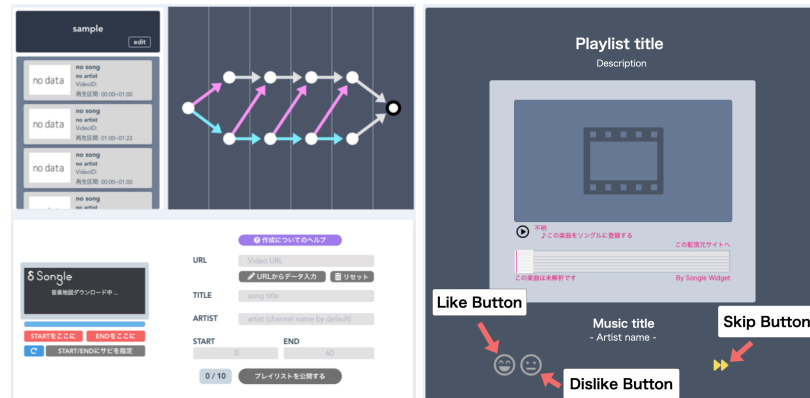 sample
edit
no data
no song
no artist
VideoID:
再生区間: 00:00~01:00
no data
no song
no artist
VideoID:
再生区間: 01:00~01:22
no data
no song
no artist
VideoID:
再生区間: 00:00~01:00
no song
no artist
作成についてのヘルプ
URL
Video URL
URLからデータ入力
リセット
TITLE
song title
ARTIST
artist (channel name by default)
START
END
0
60
0 / 10
プレイリストを公開する
Songle
音楽地図ダウンロード中 ...
STARTをここに
ENDをここに
START/ENDにサビを指定
Playlist title
Description
不明
♪この楽曲をソングルに登録する
この配信元サイトへ
この楽曲は未解析です
By Songle Widget
Like Button
Music title
- Artist name -
Skip Button
Dislike Button